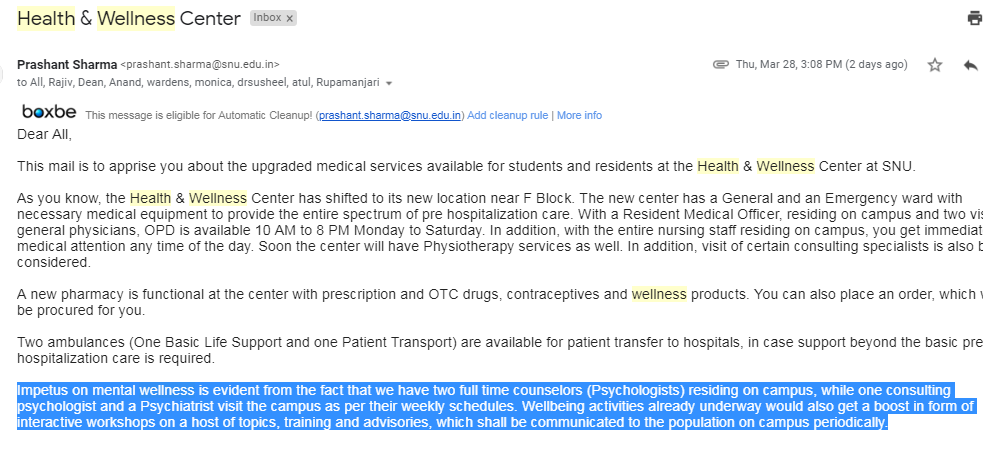 Health & Wellness Center Inbox x
Prashant Sharma <prashant.sharma@snu.edu.in> Thu, Mar 28, 3:08 PM (2 days ago)
to All, Rajiv, Dean, Anand, wardens, monica, drsusheel, atul, Rupamanjari
boxbe This message is eligible for Automatic Cleanup! (prashant.sharma@snu.edu.in) Add cleanup rule | More info
Dear All,
This mail is to apprise you about the upgraded medical services available for students and residents at the Health & Wellness Center at SNU.
As you know, the Health & Wellness Center has shifted to its new location near F Block. The new center has a General and an Emergency ward with
necessary medical equipment to provide the entire spectrum of pre hospitalization care. With a Resident Medical Officer, residing on campus and two
general physicians, OPD is available 10 AM to 8 PM Monday to Saturday. In addition, with the entire nursing staff residing on campus, you get
medical attention any time of the day. Soon the center will have Physiotherapy services as well. In addition, visit of certain consulting specialists is also
considered.
A new pharmacy is functional at the center with prescription and OTC drugs, contraceptives and wellness products. You can also place an order, which
be procured for you.
Two ambulances (One Basic Life Support and one Patient Transport) are available for patient transfer to hospitals, in case support beyond the basic pre
hospitalization care is required.
Impetus on mental wellness is evident from the fact that we have two full time counselors (Psychologists) residing on campus, while one consulting
psychologist and a Psychiatrist visit the campus as per their weekly schedules. Wellbeing activities already underway would also get a boost in form of
interactive workshops on a host of topics, training and advisories, which shall be communicated to the population on campus periodically.